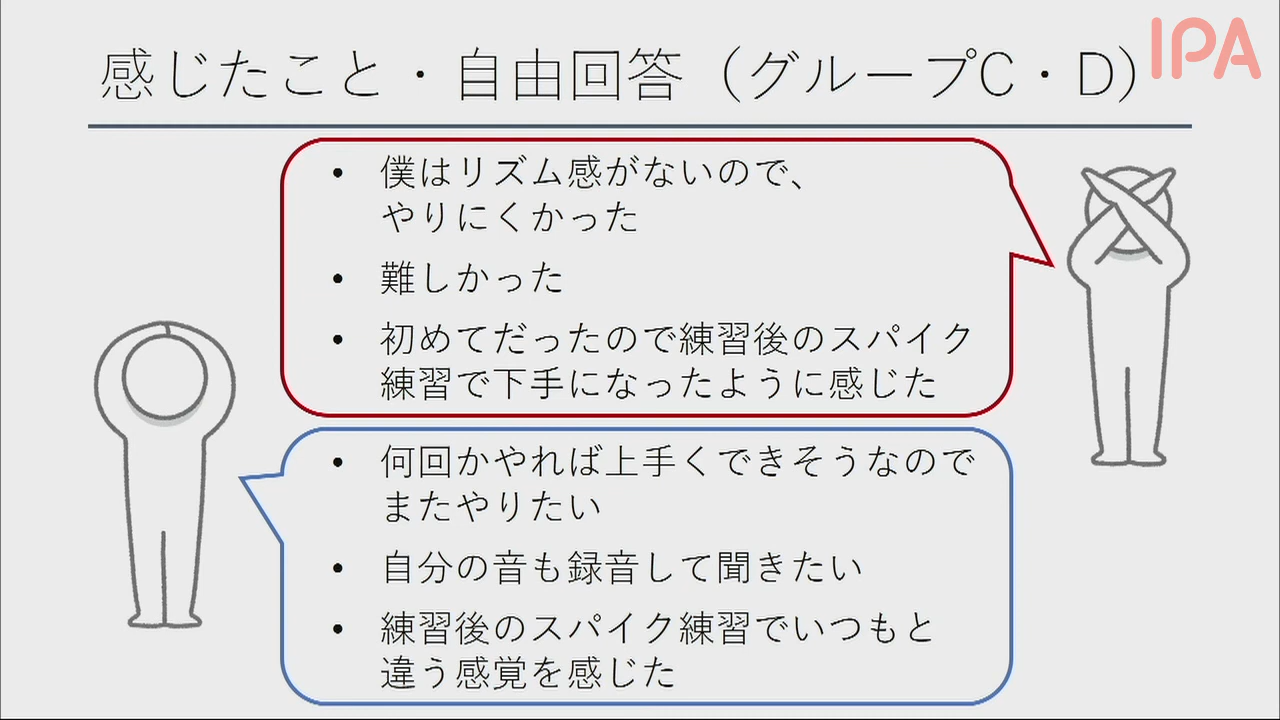 感じたこと・自由回答（グループC・D）
IPA
• 僕はリズム感がないので、
やりにくかった
• 難しかった
• 初めてだったので練習後のスパイク
練習で下手になったように感じた
• 何回かやれば上手くできそうなので
またやりたい
• 自分の音も録音して聞きたい
• 練習後のスパイク練習でいつもと
違う感覚を感じた